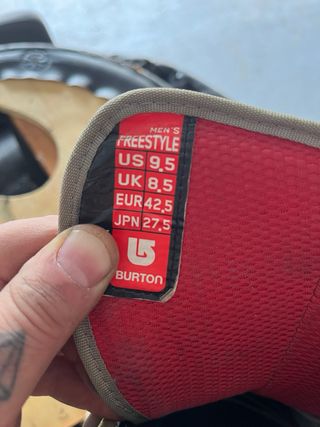 MEN'S
FREESTYLE
US 9.5
UK 8.5
EUR 42.5
JPN 27.5
BURTON